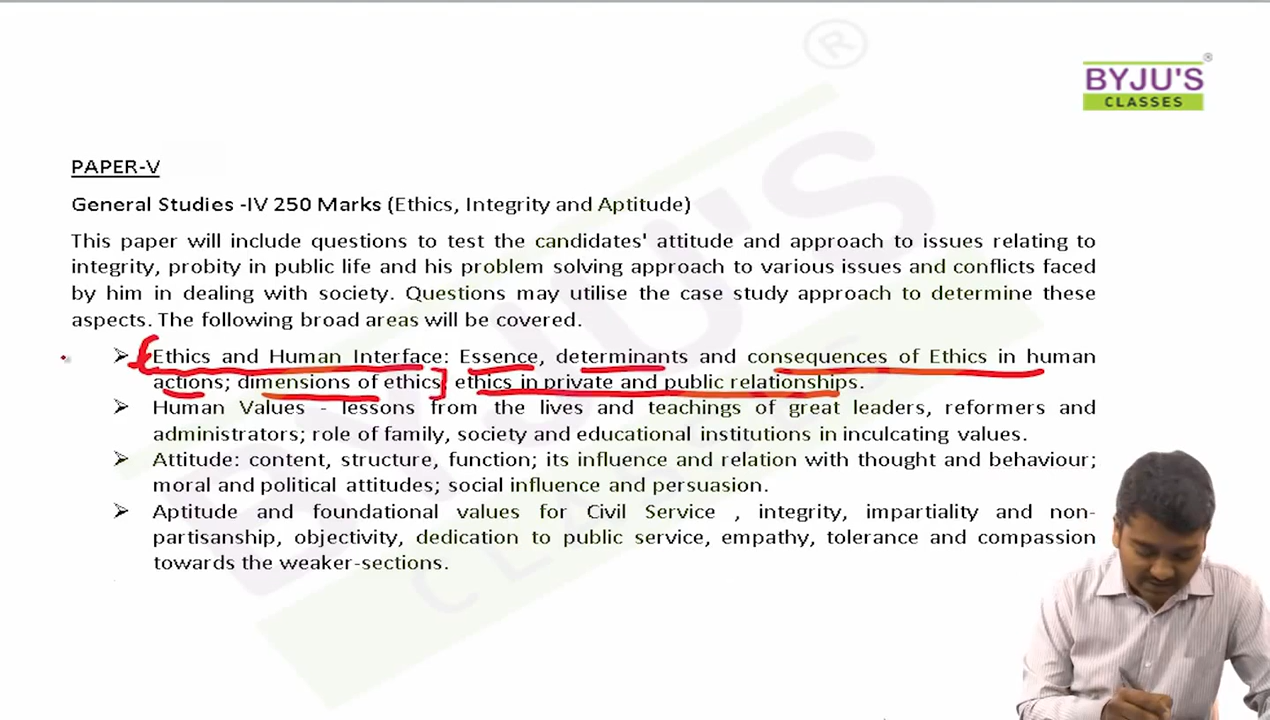 BYJU'S
CLASSES
PAPER-V
General Studies -IV 250 Marks (Ethics, Integrity and Aptitude)
This paper will include questions to test the candidates' attitude and approach to issues relating to
integrity, probity in public life and his problem solving approach to various issues and conflicts faced
by him in dealing with society. Questions may utilise the case study approach to determine these
aspects. The following broad areas will be covered.
➢ Ethics and Human Interface: Essence, determinants and consequences of Ethics in human
actions; dimensions of ethics; ethics in private and public relationships.
➢ Human Values - lessons from the lives and teachings of great leaders, reformers and
administrators; role of family, society and educational institutions in inculcating values.
➢ Attitude: content, structure, function; its influence and relation with thought and behaviour;
moral and political attitudes; social influence and persuasion.
➢ Aptitude and foundational values for Civil Service , integrity, impartiality and non-
partisanship, objectivity, dedication to public service, empathy, tolerance and compassion
towards the weaker-sections.